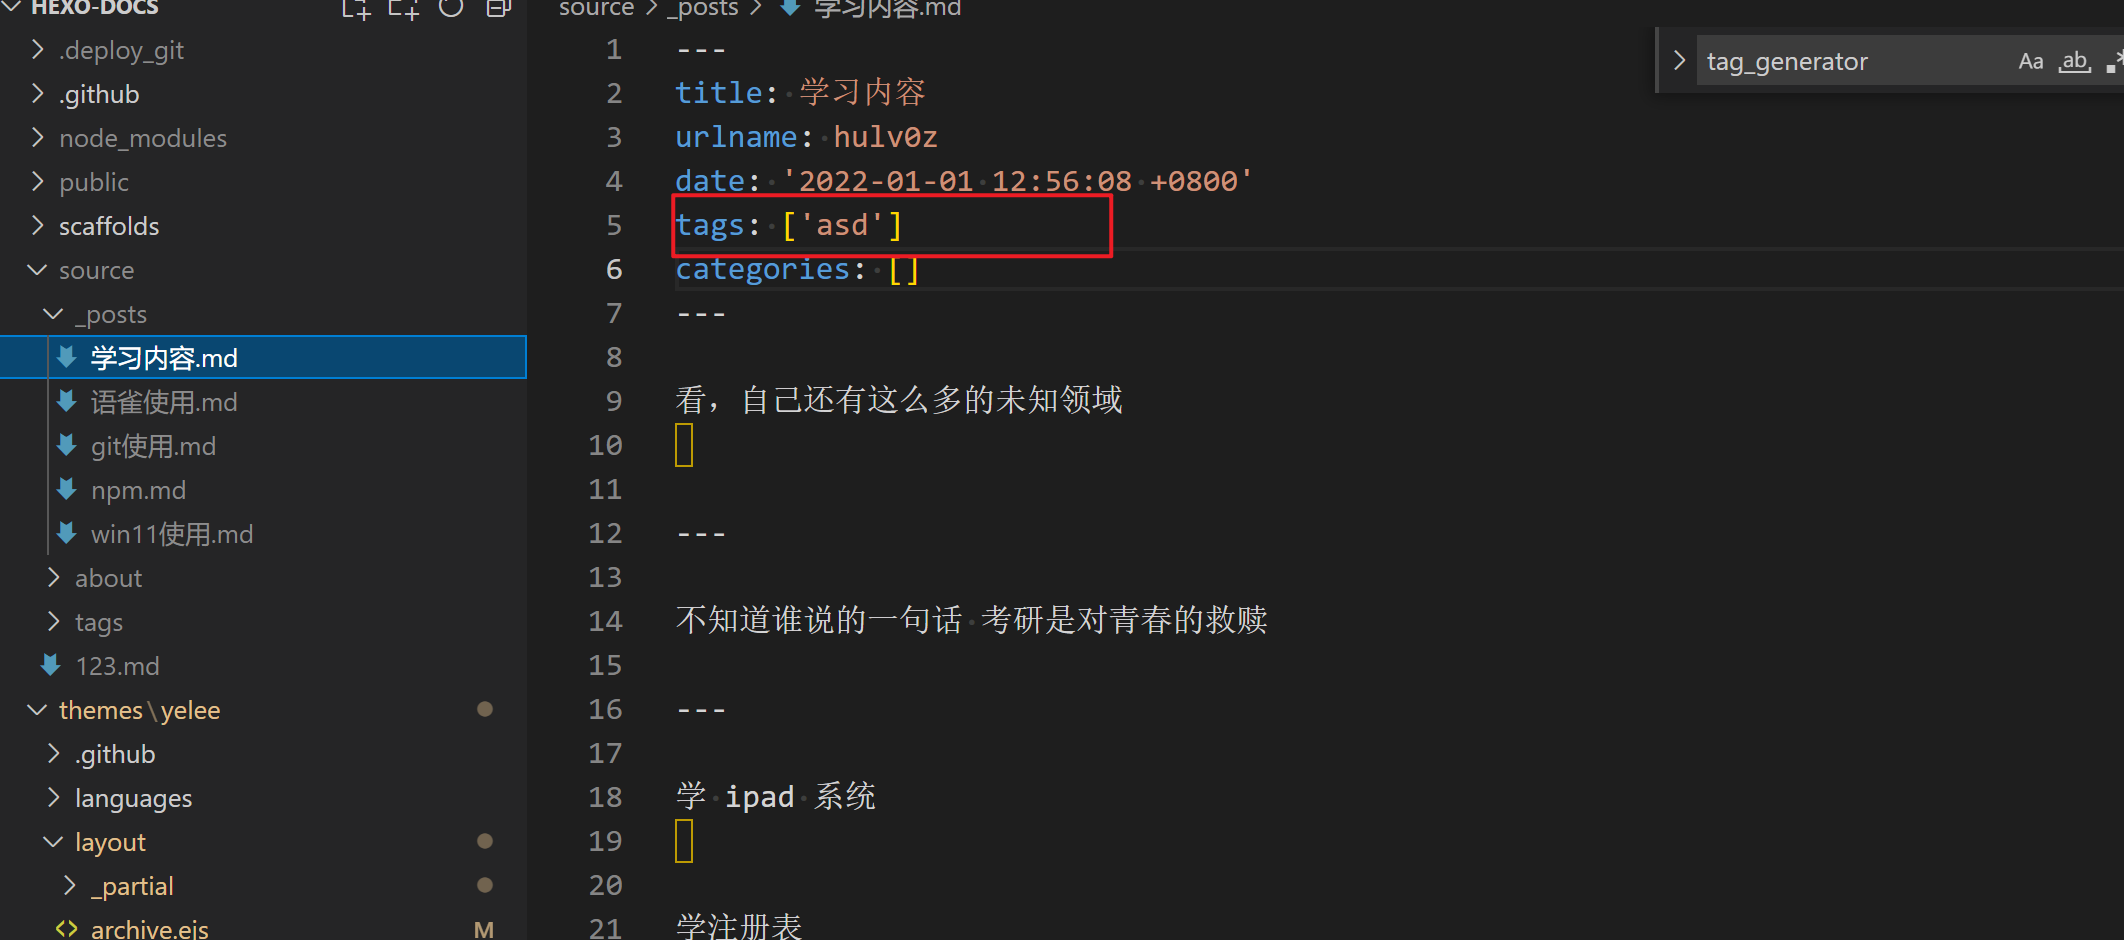 HEXO-DOCS
.deploy_git
.github
node_modules
public
scaffolds
source
_posts
学习内容.md
语雀使用.md
git使用.md
npm.md
win11使用.md
about
tags
123.md
themes\yelee
.github
languages
layout
_partial
archive.ejs M
source > _posts > 学习内容.md
tag_generator Aa ab .*
1 ---
2 title: 学习内容
3 urlname: hulv0z
4 date: '2022-01-01 12:56:08 +0800'
5 tags: ['asd']
6 categories: []
7 ---
8
9 看，自己还有这么多的未知领域
10
11
12 ---
13
14 不知道谁说的一句话 考研是对青春的救赎
15
16 ---
17
18 学 ipad 系统
19
20
21 学注册表